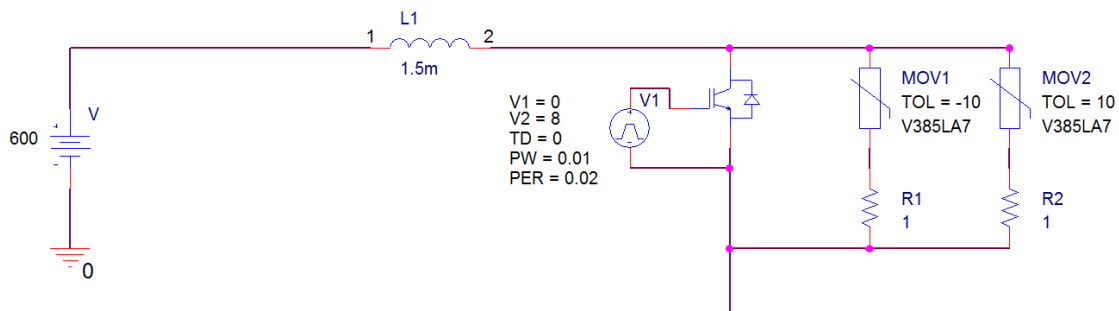 L1
1 2
1.5m
V
600
0
V1
V1 = 0
V2 = 8
TD = 0
PW = 0.01
PER = 0.02
MOV1
TOL = -10
V385LA7
R1
1
MOV2
TOL = 10
V385LA7
R2
1